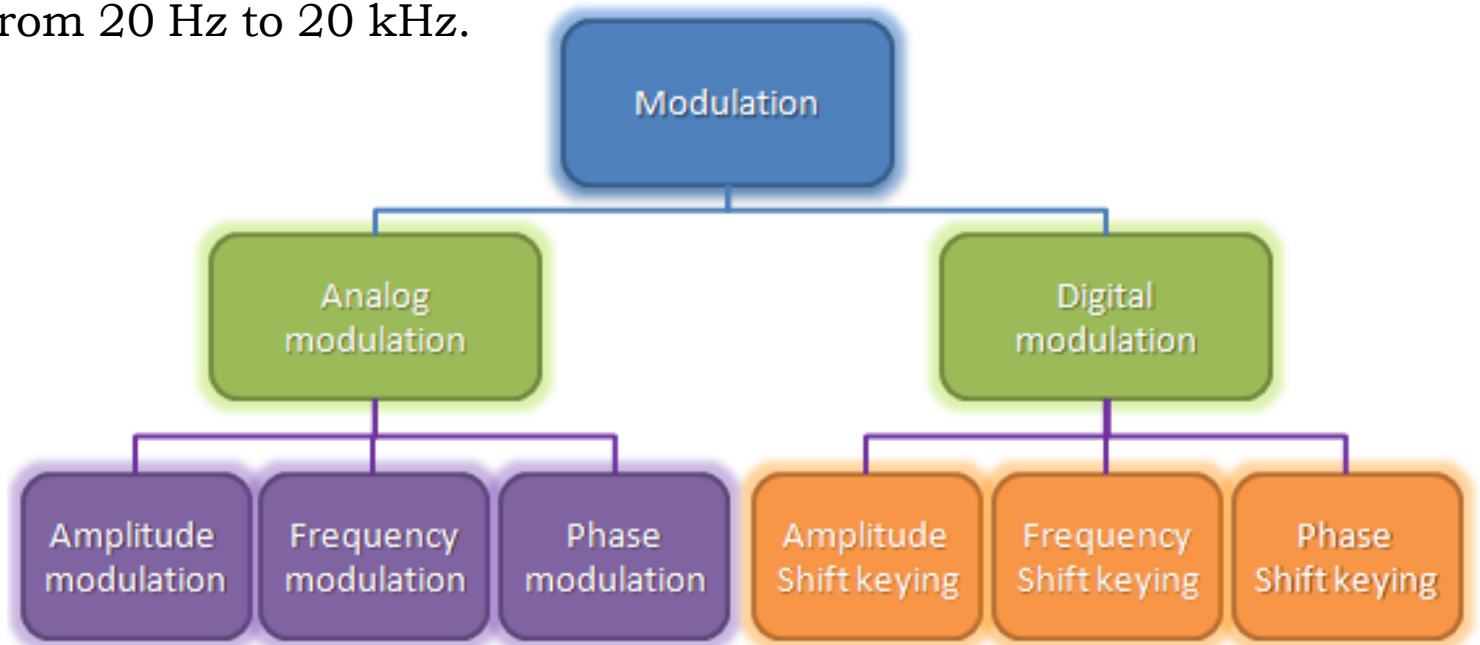 rom 20 Hz to 20 kHz.
Modulation
Analog
modulation
Digital
modulation
Amplitude
modulation
Frequency
modulation
Phase
modulation
Amplitude
Shift keying
Frequency
Shift keying
Phase
Shift keying